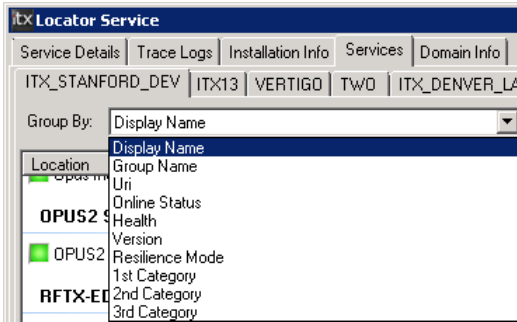 itx Locator Service
Service Details Trace Logs Installation Info Services Domain Info
ITX_STANFORD_DEV ITX13 VERTIGO TWO ITX_DENVER_LA
Group By: Display Name
Display Name
Location Group Name
Uri
Online Status
OPUS2 S Health
Version
OPUS2 Resilience Mode
1st Category
RFTX-ED 2nd Category
3rd Category